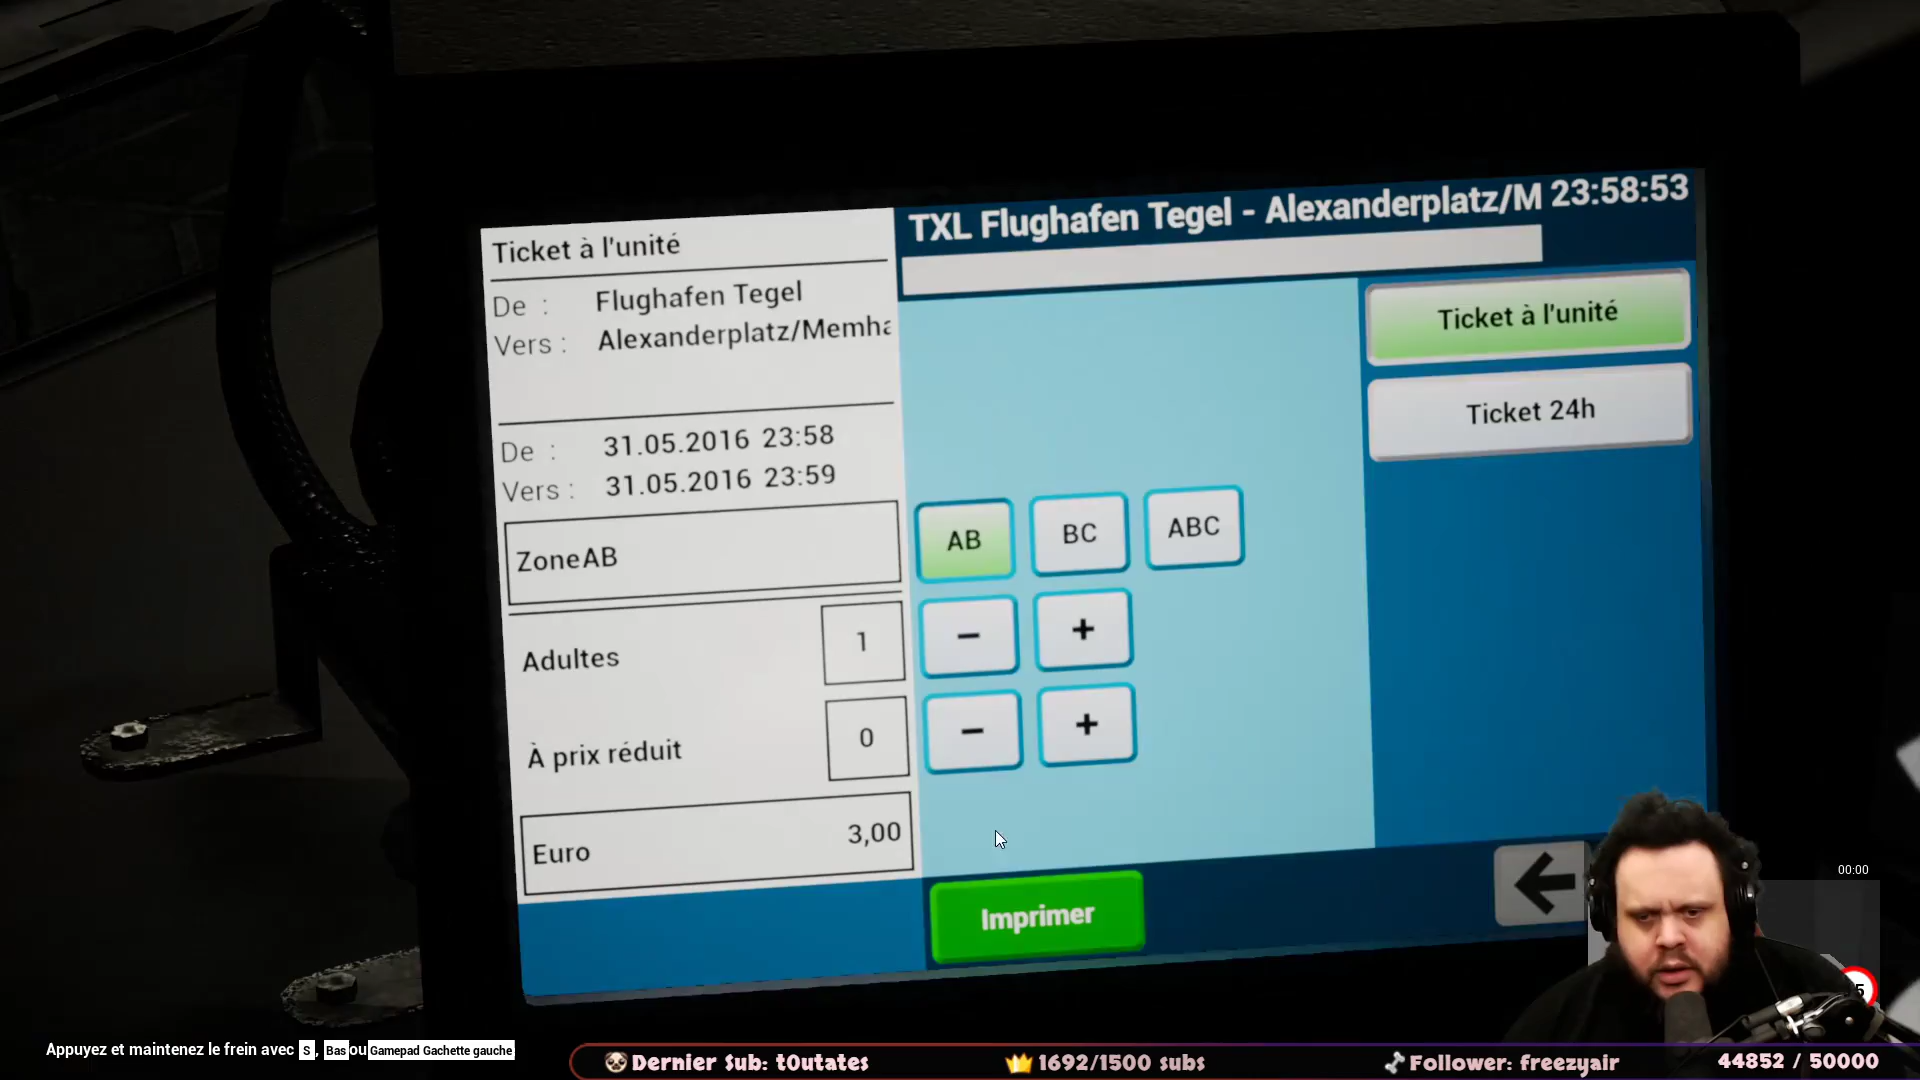 TXL Flughafen Tegel - Alexanderplatz/M 23:58:53
Ticket à l'unité
De : Flughafen Tegel
Vers : Alexanderplatz/Memha
De : 31.05.2016 23:58
Vers : 31.05.2016 23:59
ZoneAB
Adultes 1
À prix réduit 0
Euro 3,00
AB BC ABC
− +
− +
Imprimer
Ticket à l'unité
Ticket 24h
00:00
5
Appuyez et maintenez le frein avec S, Bas ou Gamepad Gachette gauche
Dernier Sub: t0utates
1692/1500 subs
Follower: freezyair
44852 / 50000